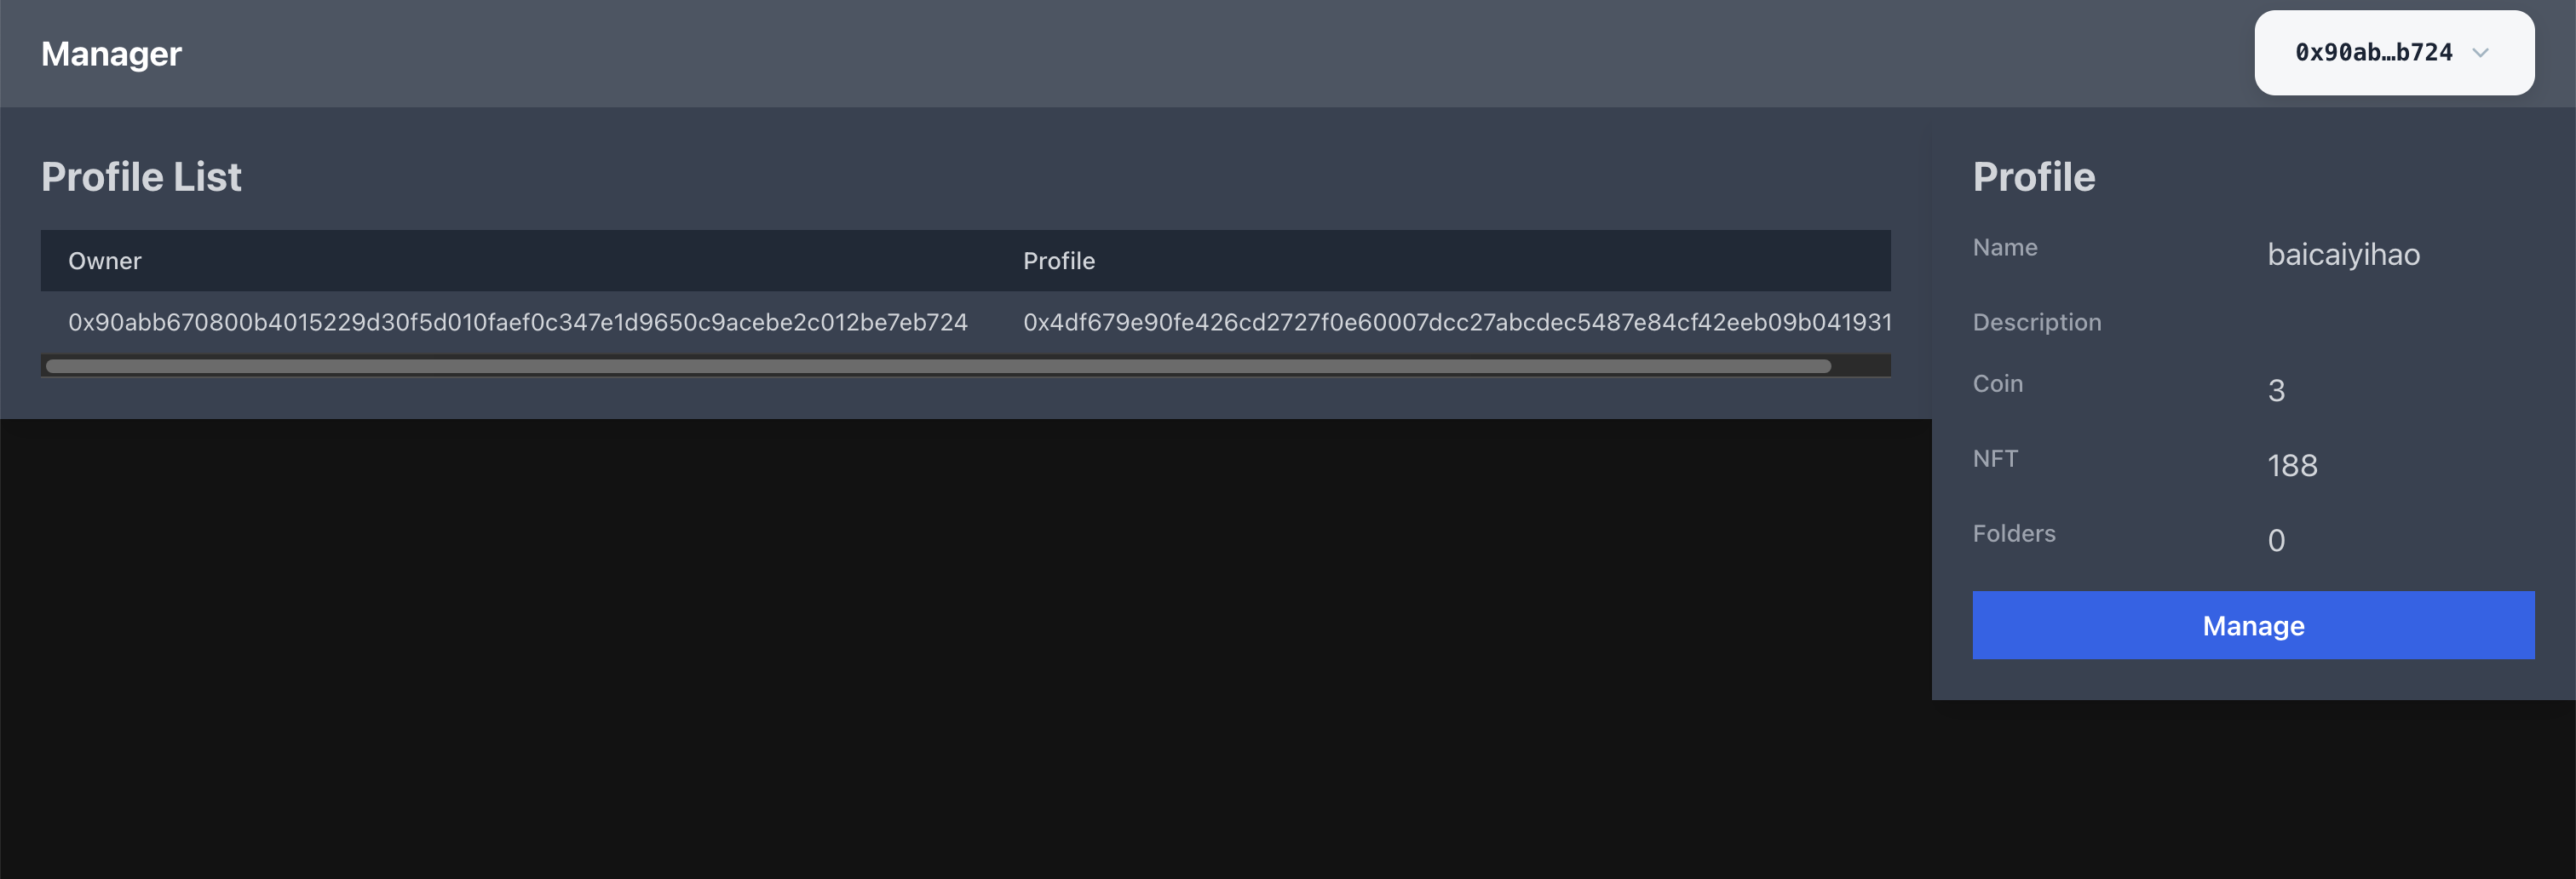 Manager
0x90ab…b724
Profile List
Owner Profile
0x90abb670800b4015229d30f5d010faef0c347e1d9650c9acebe2c012be7eb724 0x4df679e90fe426cd2727f0e60007dcc27abcdec5487e84cf42eeb09b041931
Profile
Name baicaiyihao
Description
Coin 3
NFT 188
Folders 0
Manage